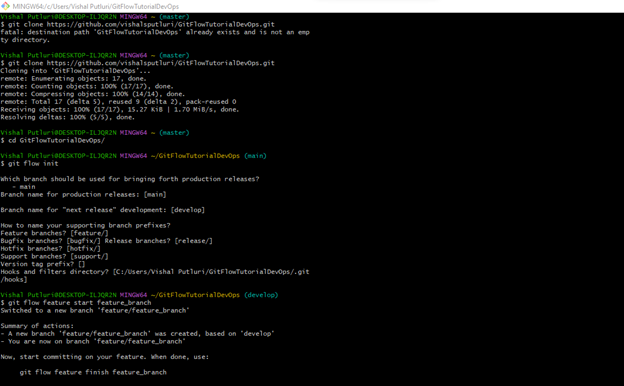 MINGW64:/c/Users/Vishal Putluri/GitFlowTutorialDevOps
Vishal Putluri@DESKTOP-ILJQR2N MINGW64 ~ (master)
$ git clone https://github.com/vishalsputluri/GitFlowTutorialDevOps.git
fatal: destination path 'GitFlowTutorialDevOps' already exists and is not an emp
ty directory.
Vishal Putluri@DESKTOP-ILJQR2N MINGW64 ~ (master)
$ git clone https://github.com/vishalsputluri/GitFlowTutorialDevOps.git
Cloning into 'GitFlowTutorialDevOps'...
remote: Enumerating objects: 17, done.
remote: Counting objects: 100% (17/17), done.
remote: Compressing objects: 100% (14/14), done.
remote: Total 17 (delta 5), reused 9 (delta 2), pack-reused 0
Receiving objects: 100% (17/17), 15.27 KiB | 1.70 MiB/s, done.
Resolving deltas: 100% (5/5), done.
Vishal Putluri@DESKTOP-ILJQR2N MINGW64 ~ (master)
$ cd GitFlowTutorialDevOps/
Vishal Putluri@DESKTOP-ILJQR2N MINGW64 ~/GitFlowTutorialDevOps (main)
$ git flow init
Which branch should be used for bringing forth production releases?
- main
Branch name for production releases: [main]
Branch name for "next release" development: [develop]
How to name your supporting branch prefixes?
Feature branches? [feature/]
Bugfix branches? [bugfix/] Release branches? [release/]
Hotfix branches? [hotfix/]
Support branches? [support/]
Version tag prefix? []
Hooks and filters directory? [C:/Users/Vishal Putluri/GitFlowTutorialDevOps/.git
/hooks]
Vishal Putluri@DESKTOP-ILJQR2N MINGW64 ~/GitFlowTutorialDevOps (develop)
$ git flow feature start feature_branch
Switched to a new branch 'feature/feature_branch'
Summary of actions:
- A new branch 'feature/feature_branch' was created, based on 'develop'
- You are now on branch 'feature/feature_branch'
Now, start committing on your feature. When done, use:
git flow feature finish feature_branch